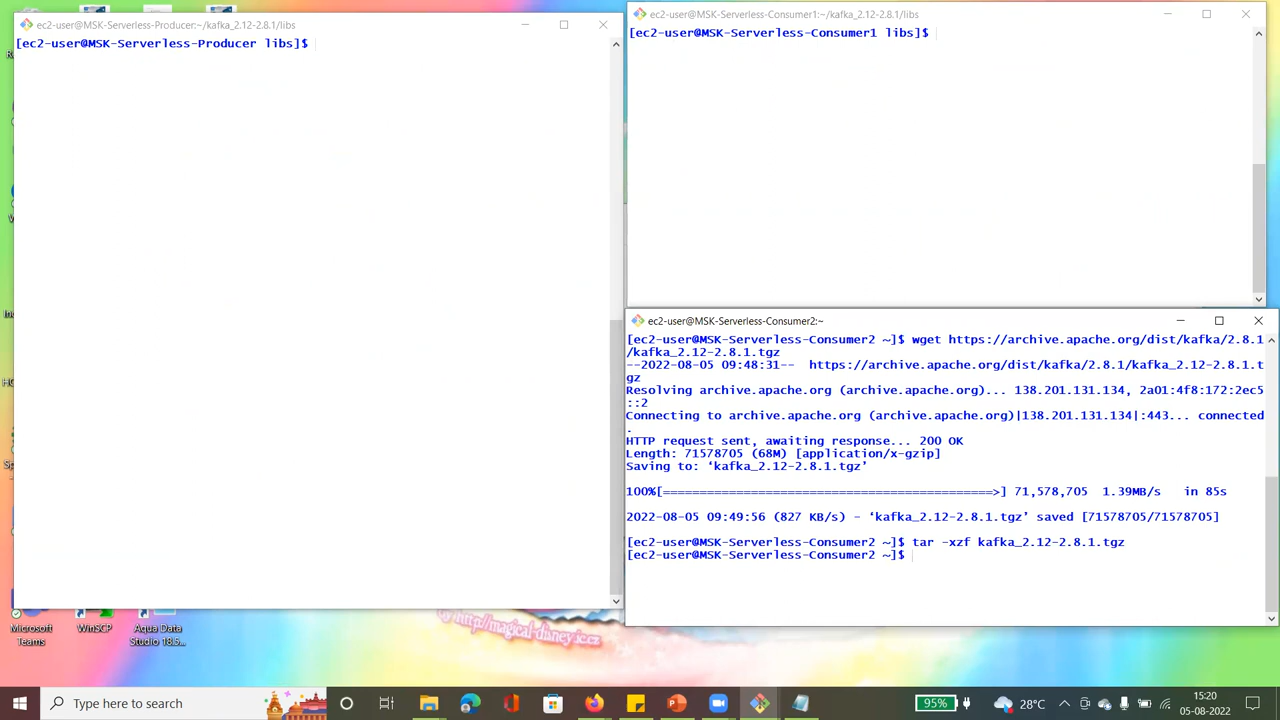 ec2-user@MSK-Serverless-Producer:~/kafka_2.12-2.8.1/libs
[ec2-user@MSK-Serverless-Producer libs]$
ec2-user@MSK-Serverless-Consumer1:~/kafka_2.12-2.8.1/libs
[ec2-user@MSK-Serverless-Consumer1 libs]$
ec2-user@MSK-Serverless-Consumer2:~
[ec2-user@MSK-Serverless-Consumer2 ~]$ wget https://archive.apache.org/dist/kafka/2.8.1
/kafka_2.12-2.8.1.tgz
--2022-08-05 09:48:31-- https://archive.apache.org/dist/kafka/2.8.1/kafka_2.12-2.8.1.t
gz
Resolving archive.apache.org (archive.apache.org)... 138.201.131.134, 2a01:4f8:172:2ec5
::2
Connecting to archive.apache.org (archive.apache.org)|138.201.131.134|:443... connected
.
HTTP request sent, awaiting response... 200 OK
Length: 71578705 (68M) [application/x-gzip]
Saving to: ‘kafka_2.12-2.8.1.tgz’
100%[=============================================>] 71,578,705 1.39MB/s in 85s
2022-08-05 09:49:56 (827 KB/s) - ‘kafka_2.12-2.8.1.tgz’ saved [71578705/71578705]
[ec2-user@MSK-Serverless-Consumer2 ~]$ tar -xzf kafka_2.12-2.8.1.tgz
[ec2-user@MSK-Serverless-Consumer2 ~]$
Microsoft
Teams
WinSCP
Aqua Data
Studio 18.5...
by http://magical-disney.ic.cz
Type here to search
95%
28°C
15:20
05-08-2022